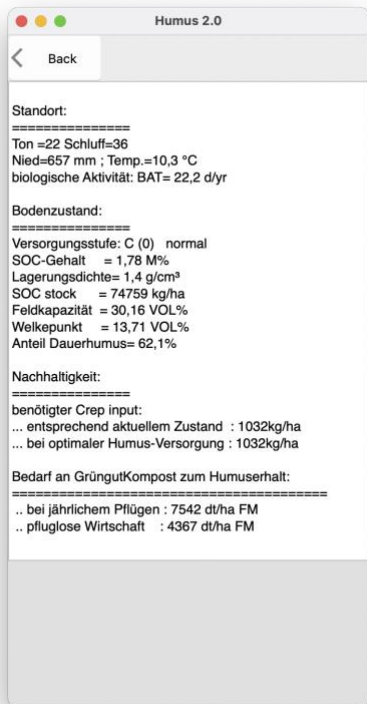 Humus 2.0
Back
Standort:
===============
Ton =22 Schluff=36
Nied=657 mm ; Temp.=10,3 °C
biologische Aktivität: BAT= 22,2 d/yr
Bodenzustand:
===============
Versorgungsstufe: C (0) normal
SOC-Gehalt = 1,78 M%
Lagerungsdichte= 1,4 g/cm³
SOC stock = 74759 kg/ha
Feldkapazität = 30,16 VOL%
Welkepunkt = 13,71 VOL%
Anteil Dauerhumus= 62,1%
Nachhaltigkeit:
===============
benötigter Crep input:
... entsprechend aktuellem Zustand : 1032kg/ha
... bei optimaler Humus-Versorgung : 1032kg/ha
Bedarf an GrüngutKompost zum Humuserhalt:
========================================
.. bei jährlichem Pflügen : 7542 dt/ha FM
.. pfluglose Wirtschaft : 4367 dt/ha FM